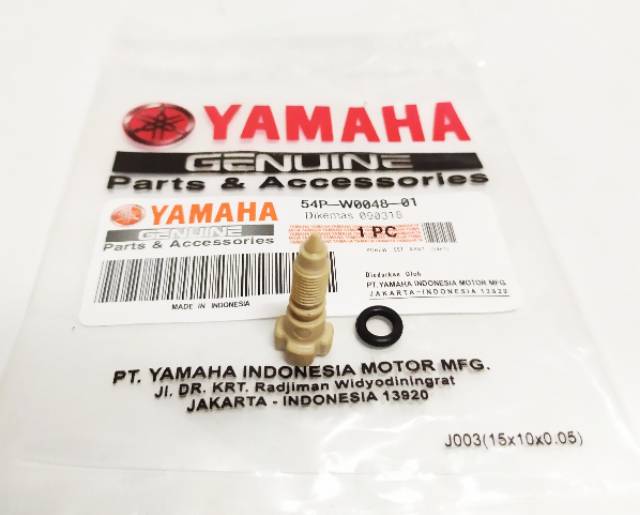 YAMAHA
GENUINE
Parts & Accessories
YAMAHA
GENUINE
Parts & Accessories
MADE IN INDONESIA
54P-W0048-01
Dikemas 090318
1 PC
Diedarkan Oleh
PT. YAMAHA INDONESIA MOTOR MFG.
JAKARTA-INDONESIA
PT. YAMAHA INDONESIA MOTOR MFG.
Jl. DR. KRT. Radjiman Widyodiningrat
JAKARTA - INDONESIA 13920
J003(15x10x0.05)